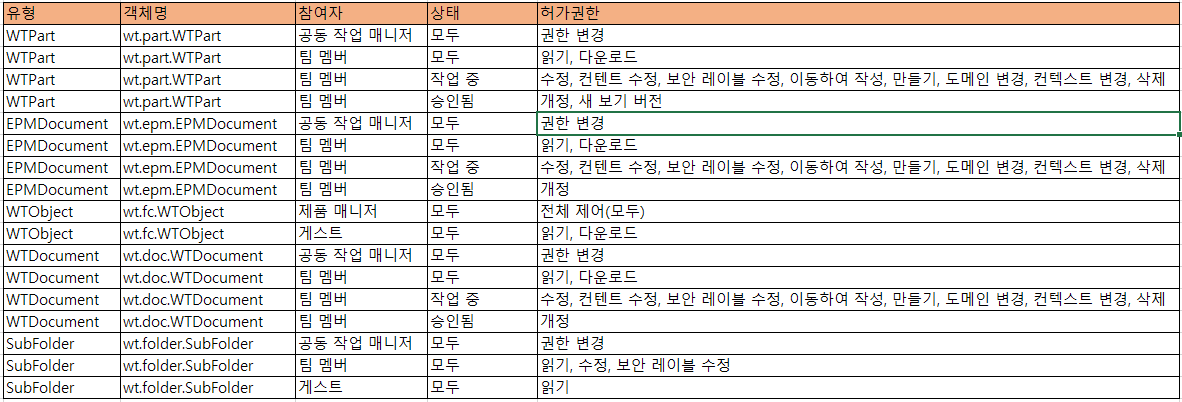 유형 객체명 참여자 상태 허가권한
WTPart wt.part.WTPart 공동 작업 매니저 모두 권한 변경
WTPart wt.part.WTPart 팀 멤버 모두 읽기, 다운로드
WTPart wt.part.WTPart 팀 멤버 작업 중 수정, 컨텐트 수정, 보안 레이블 수정, 이동하여 작성, 만들기, 도메인 변경, 컨텍스트 변경, 삭제
WTPart wt.part.WTPart 팀 멤버 승인됨 개정, 새 보기 버전
EPMDocument wt.epm.EPMDocument 공동 작업 매니저 모두 권한 변경
EPMDocument wt.epm.EPMDocument 팀 멤버 모두 읽기, 다운로드
EPMDocument wt.epm.EPMDocument 팀 멤버 작업 중 수정, 컨텐트 수정, 보안 레이블 수정, 이동하여 작성, 만들기, 도메인 변경, 컨텍스트 변경, 삭제
EPMDocument wt.epm.EPMDocument 팀 멤버 승인됨 개정
WTObject wt.fc.WTObject 제품 매니저 모두 전체 제어(모두)
WTObject wt.fc.WTObject 게스트 모두 읽기, 다운로드
WTDocument wt.doc.WTDocument 공동 작업 매니저 모두 권한 변경
WTDocument wt.doc.WTDocument 팀 멤버 모두 읽기, 다운로드
WTDocument wt.doc.WTDocument 팀 멤버 작업 중 수정, 컨텐트 수정, 보안 레이블 수정, 이동하여 작성, 만들기, 도메인 변경, 컨텍스트 변경, 삭제
WTDocument wt.doc.WTDocument 팀 멤버 승인됨 개정
SubFolder wt.folder.SubFolder 공동 작업 매니저 모두 권한 변경
SubFolder wt.folder.SubFolder 팀 멤버 모두 읽기, 수정, 보안 레이블 수정
SubFolder wt.folder.SubFolder 게스트 모두 읽기